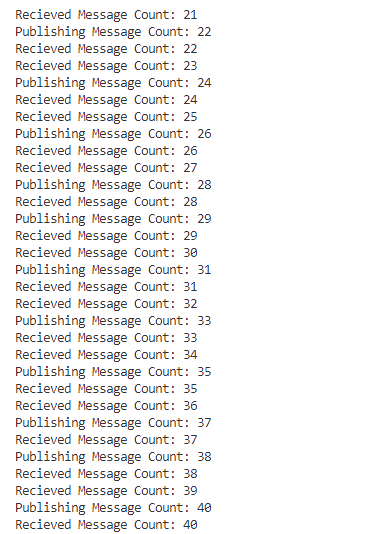 Recieved Message Count: 21
Publishing Message Count: 22
Recieved Message Count: 22
Recieved Message Count: 23
Publishing Message Count: 24
Recieved Message Count: 24
Recieved Message Count: 25
Publishing Message Count: 26
Recieved Message Count: 26
Recieved Message Count: 27
Publishing Message Count: 28
Recieved Message Count: 28
Publishing Message Count: 29
Recieved Message Count: 29
Recieved Message Count: 30
Publishing Message Count: 31
Recieved Message Count: 31
Recieved Message Count: 32
Publishing Message Count: 33
Recieved Message Count: 33
Recieved Message Count: 34
Publishing Message Count: 35
Recieved Message Count: 35
Recieved Message Count: 36
Publishing Message Count: 37
Recieved Message Count: 37
Publishing Message Count: 38
Recieved Message Count: 38
Recieved Message Count: 39
Publishing Message Count: 40
Recieved Message Count: 40